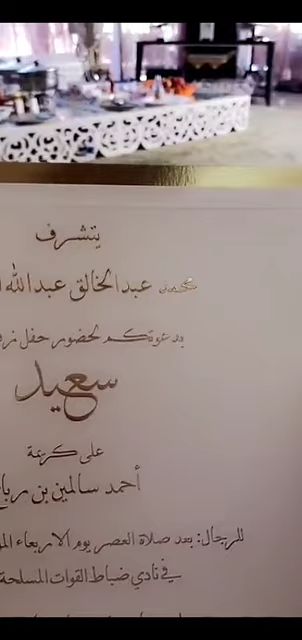 يتشرف
محمد عبدالخالق عبدالله
بدعوتكم لحضور حفل
سعيد
على كريمة
أحمد سالمين بن
للرجال: بعد صلاة العصر يوم الاربعاء
في نادي ضباط القوات المسلحة